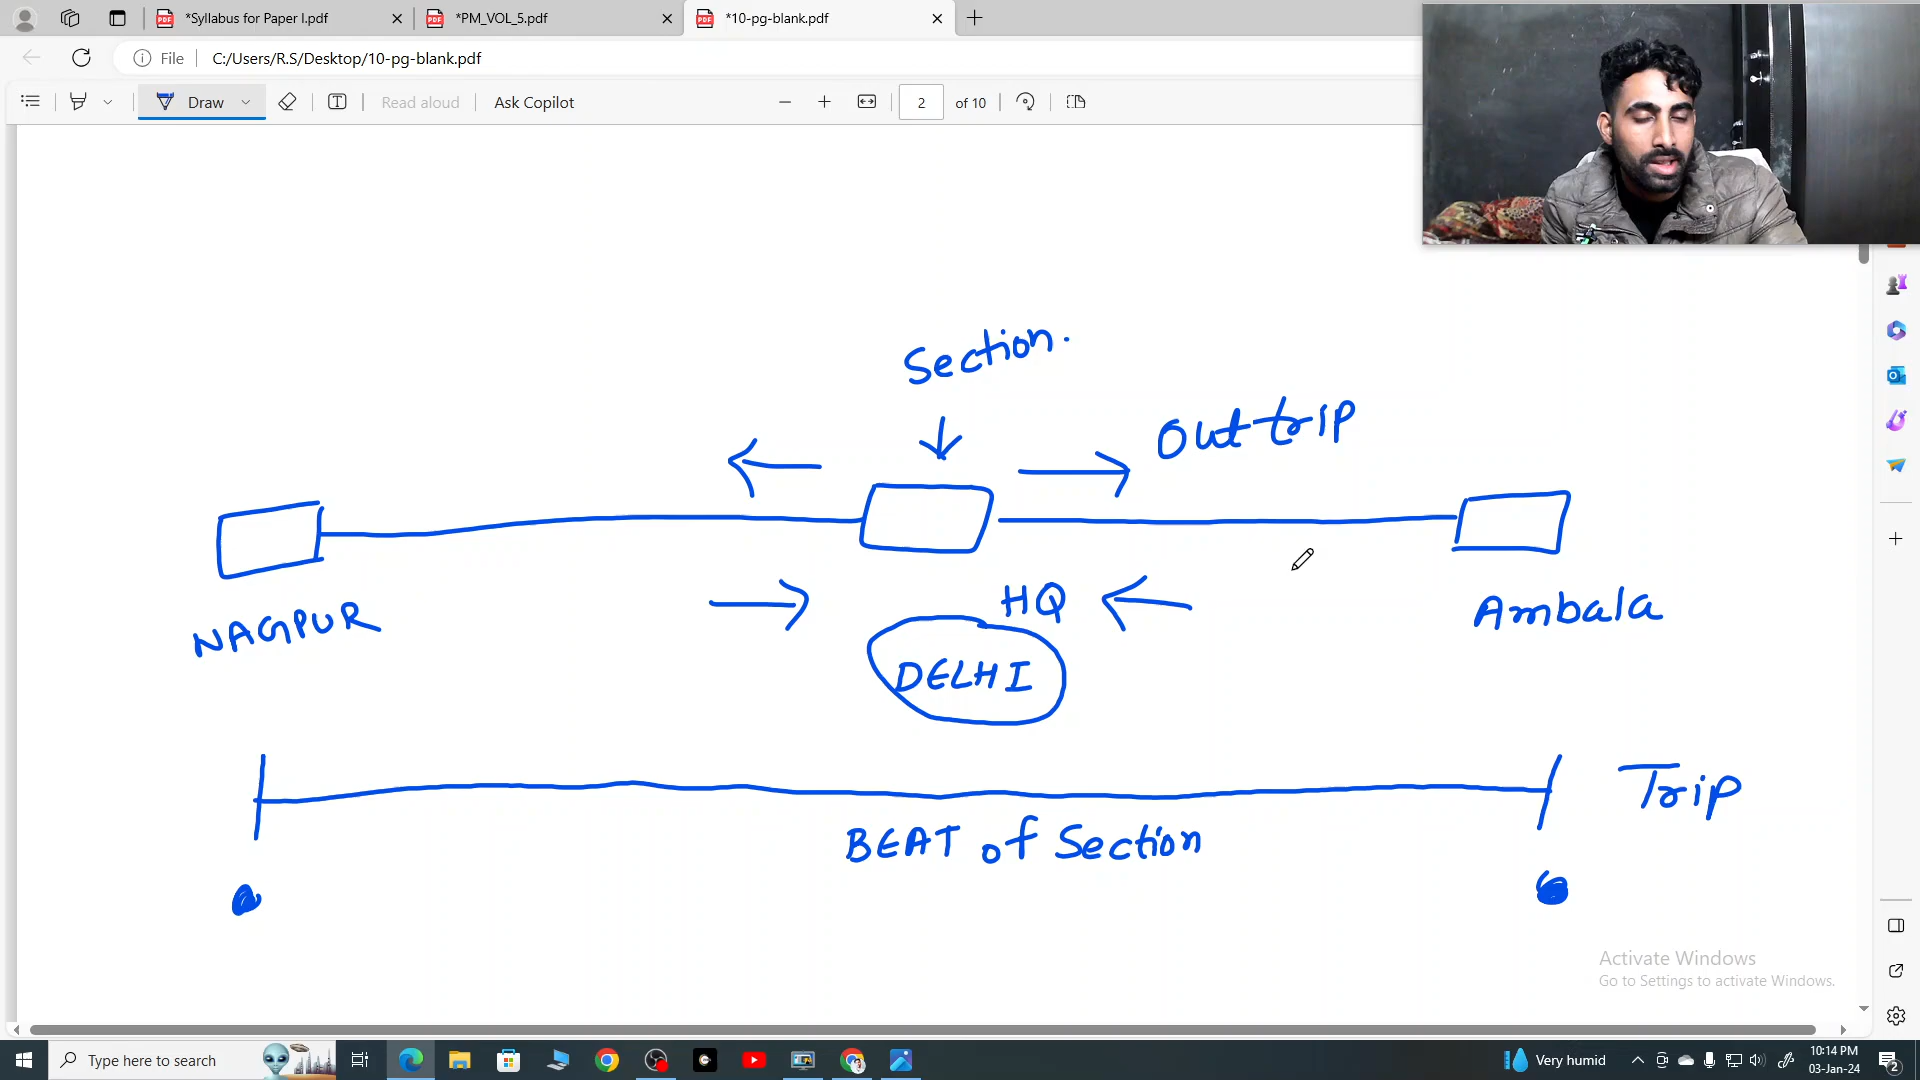 *Syllabus for Paper I.pdf
*PM_VOL_5.pdf
*10-pg-blank.pdf
File
C:/Users/R.S/Desktop/10-pg-blank.pdf
Draw
Read aloud
Ask Copilot
2
of 10
Section.
Out trip
HQ
NAGPUR
Ambala
DELHI
Trip
BEAT of Section
Activate Windows
Go to Settings to activate Windows.
Type here to search
Very humid
10:14 PM
03-Jan-24
2